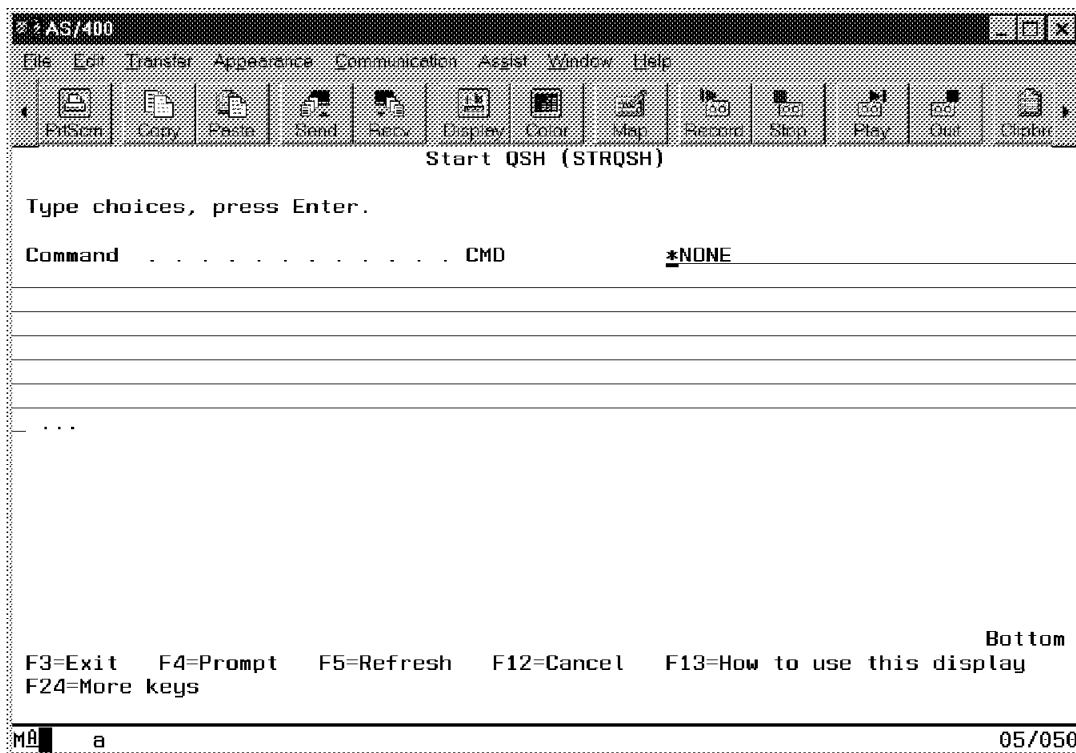 AS/400
File Edit Transfer Appearance Communication Assist Window Help
PrtScrn Copy Paste Send Recv Display Color Map Record Stop Play Quit Clipbrd
Start QSH (STRQSH)
Type choices, press Enter.
Command . . . . . . . . . . . . CMD *NONE
_ ...
Bottom
F3=Exit F4=Prompt F5=Refresh F12=Cancel F13=How to use this display
F24=More keys
MA a 05/050